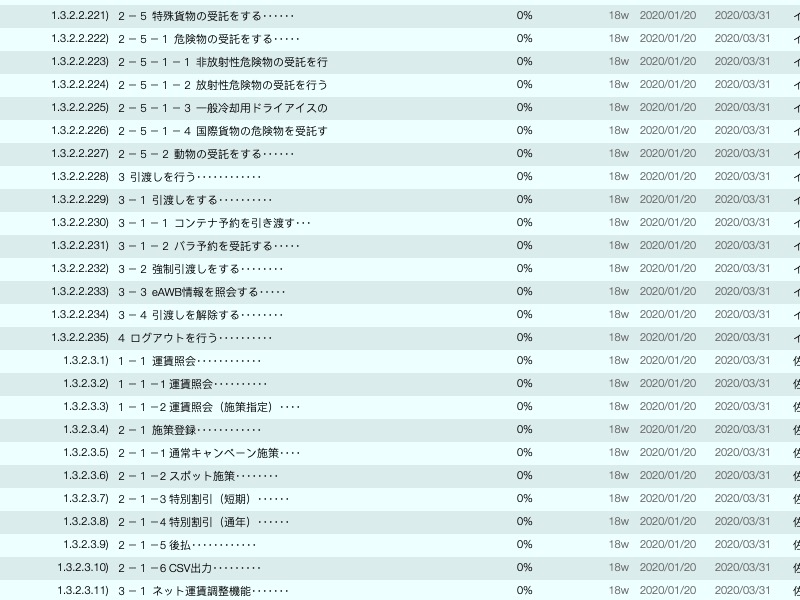 1.3.2.2.221) ２－５ 特殊貨物の受託をする･･････ 0% 18w 2020/01/20 2020/03/31 イ
1.3.2.2.222) ２－５－１ 危険物の受託をする･････ 0% 18w 2020/01/20 2020/03/31 イ
1.3.2.2.223) ２－５－１－１ 非放射性危険物の受託を行 0% 18w 2020/01/20 2020/03/31 イ
1.3.2.2.224) ２－５－１－２ 放射性危険物の受託を行う 0% 18w 2020/01/20 2020/03/31 イ
1.3.2.2.225) ２－５－１－３ 一般冷却用ドライアイスの 0% 18w 2020/01/20 2020/03/31 イ
1.3.2.2.226) ２－５－１－４ 国際貨物の危険物を受託す 0% 18w 2020/01/20 2020/03/31 イ
1.3.2.2.227) ２－５－２ 動物の受託をする･･････ 0% 18w 2020/01/20 2020/03/31 イ
1.3.2.2.228) ３ 引渡しを行う････････････ 0% 18w 2020/01/20 2020/03/31 イ
1.3.2.2.229) ３－１ 引渡しをする･･････････ 0% 18w 2020/01/20 2020/03/31 イ
1.3.2.2.230) ３－１－１ コンテナ予約を引き渡す･･･ 0% 18w 2020/01/20 2020/03/31 イ
1.3.2.2.231) ３－１－２ バラ予約を受託する･････ 0% 18w 2020/01/20 2020/03/31 イ
1.3.2.2.232) ３－２ 強制引渡しをする････････ 0% 18w 2020/01/20 2020/03/31 イ
1.3.2.2.233) ３－３ eAWB情報を照会する･････ 0% 18w 2020/01/20 2020/03/31 イ
1.3.2.2.234) ３－４ 引渡しを解除する････････ 0% 18w 2020/01/20 2020/03/31 イ
1.3.2.2.235) ４ ログアウトを行う･･････････ 0% 18w 2020/01/20 2020/03/31 イ
1.3.2.3.1) １－１ 運賃照会････････････ 0% 18w 2020/01/20 2020/03/31 佐
1.3.2.3.2) １－１－1 運賃照会･･････････ 0% 18w 2020/01/20 2020/03/31 佐
1.3.2.3.3) １－１－2 運賃照会（施策指定）････ 0% 18w 2020/01/20 2020/03/31 佐
1.3.2.3.4) ２－１ 施策登録････････････ 0% 18w 2020/01/20 2020/03/31 佐
1.3.2.3.5) ２－１－1 通常キャンペーン施策････ 0% 18w 2020/01/20 2020/03/31 佐
1.3.2.3.6) ２－１－2 スポット施策････････ 0% 18w 2020/01/20 2020/03/31 佐
1.3.2.3.7) ２－１－3 特別割引（短期）･･････ 0% 18w 2020/01/20 2020/03/31 佐
1.3.2.3.8) ２－１－4 特別割引（通年）･･････ 0% 18w 2020/01/20 2020/03/31 佐
1.3.2.3.9) ２－１－5 後払････････････ 0% 18w 2020/01/20 2020/03/31 佐
1.3.2.3.10) ２－１－6 CSV出力･････････ 0% 18w 2020/01/20 2020/03/31 佐
1.3.2.3.11) ３－１ ネット運賃調整機能･･･････ 0% 18w 2020/01/20 2020/03/31 佐